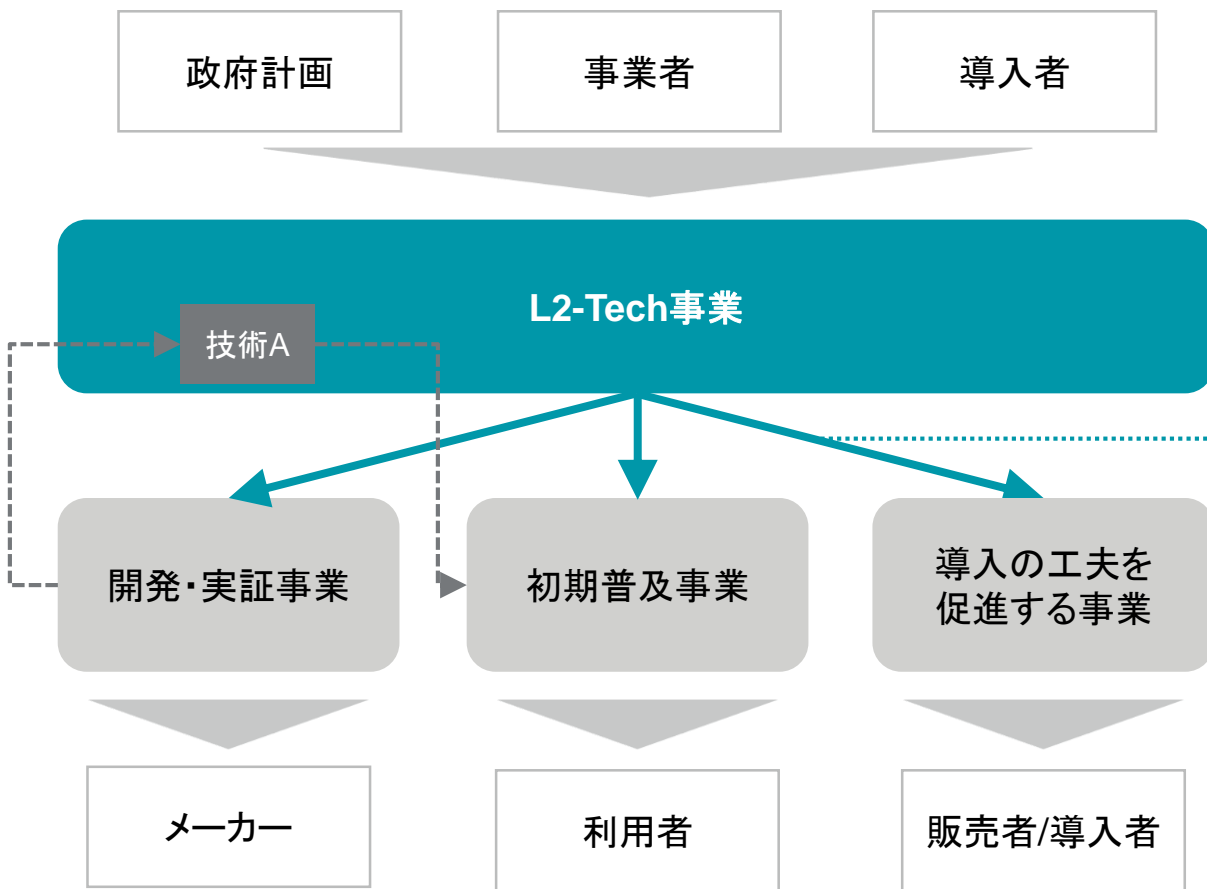 政府計画
事業者
導入者
L2-Tech事業
技術A
開発・実証事業
初期普及事業
導入の工夫を
促進する事業
メーカー
利用者
販売者/導入者